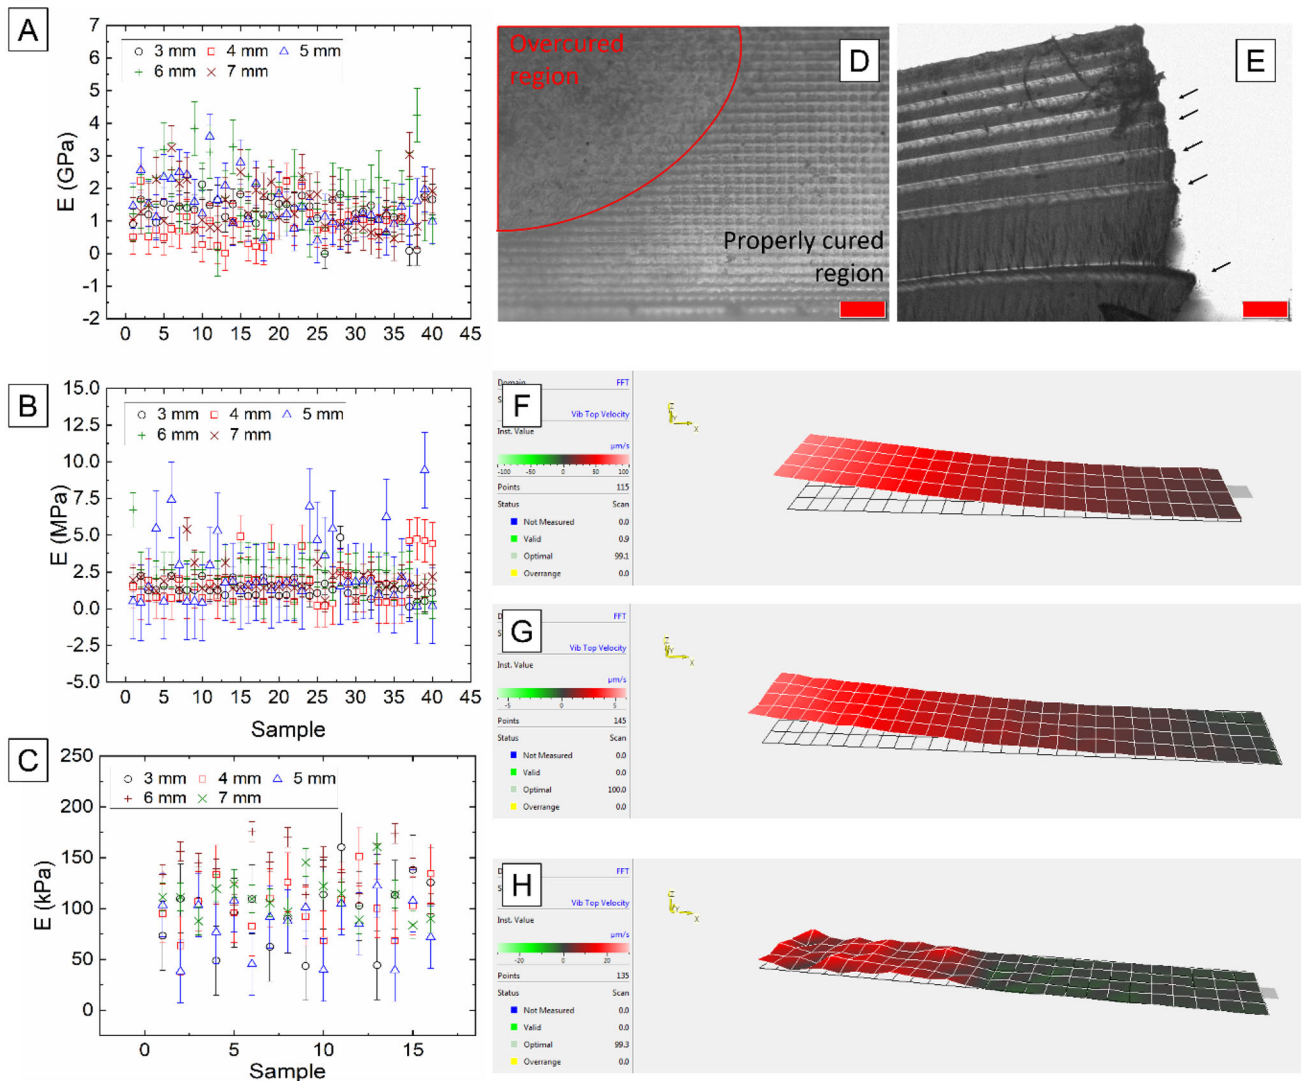 A
E (GPa)
7
6
5
4
3
2
1
0
-1
-2
3 mm 4 mm 5 mm
6 mm 7 mm
0 5 10 15 20 25 30 35 40 45
Overcured
region
D
Properly cured
region
E
B
E (MPa)
15.0
12.5
10.0
7.5
5.0
2.5
0.0
-2.5
-5.0
3 mm 4 mm 5 mm
6 mm 7 mm
0 5 10 15 20 25 30 35 40 45
Sample
C
E (kPa)
250
200
150
100
50
0
3 mm 4 mm 5 mm
6 mm 7 mm
0 5 10 15
Sample
FFT
F
Vib Top Velocity
Inst. Value
µm/s
-100 -50 0 50 100
Points 115
Status Scan
Not Measured 0.0
Valid 0.9
Optimal 99.1
Overrange 0.0
Z
Y
X
FFT
G
Vib Top Velocity
Inst. Value
µm/s
-5 0 5
Points 145
Status Scan
Not Measured 0.0
Valid 0.0
Optimal 100.0
Overrange 0.0
Z
Y
X
FFT
H
Vib Top Velocity
Inst. Value
µm/s
-20 0 20
Points 135
Status Scan
Not Measured 0.0
Valid 0.0
Optimal 99.3
Overrange 0.0
Z
Y
X